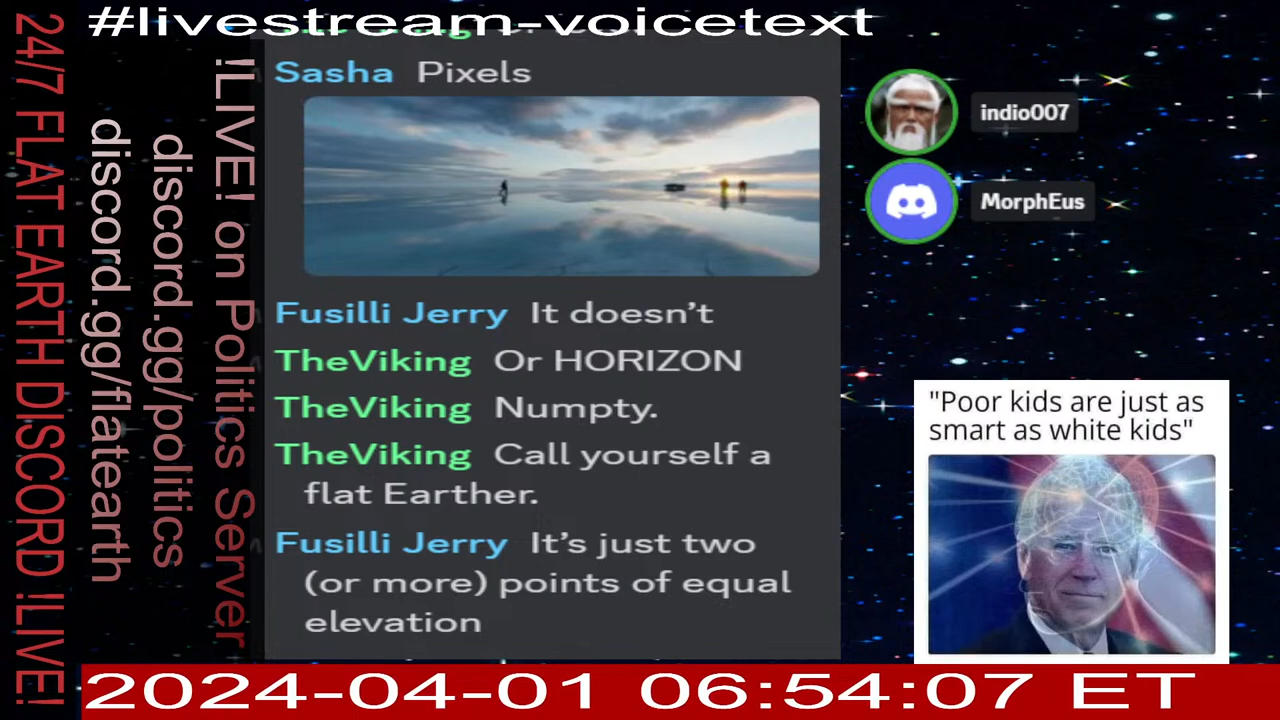 #livestream-voicetext
24/7 FLAT EARTH DISCORD !LIVE!
discord.gg/flatearth
discord.gg/politics
!LIVE! on Politics Server
Sasha Pixels
Fusilli Jerry It doesn't
TheViking Or HORIZON
TheViking Numpty.
TheViking Call yourself a
flat Earther.
Fusilli Jerry It's just two
(or more) points of equal
elevation
indio007
MorphEus
"Poor kids are just as
smart as white kids"
2024-04-01 06:54:07 ET